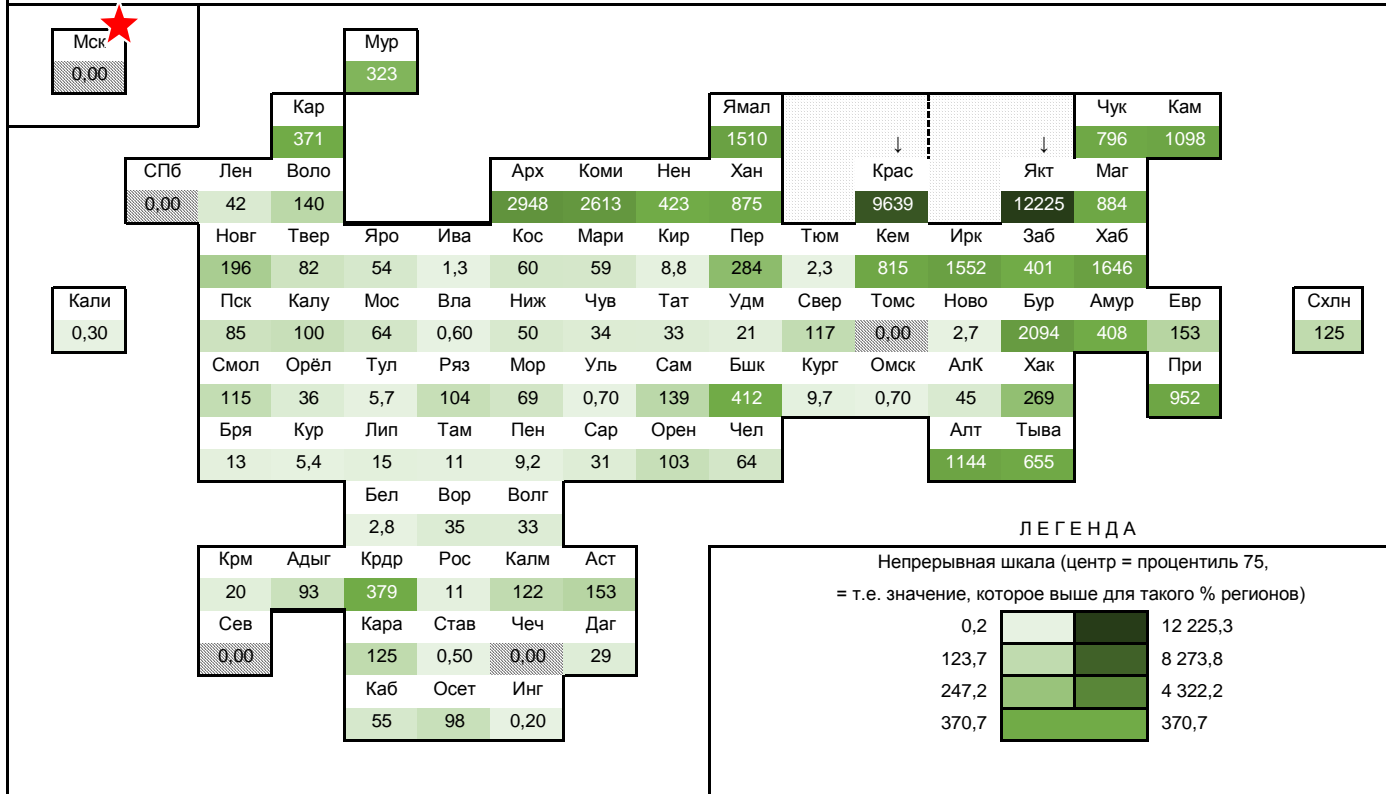 Мск Мур
0,00 323
Кар Ямал Чук Кам
371 1510 ↓ ↓ 796 1098
СПб Лен Воло Арх Коми Нен Хан Крас Якт Маг
0,00 42 140 2948 2613 423 875 9639 12225 884
Новг Твер Яро Ива Кос Мари Кир Пер Тюм Кем Ирк Заб Хаб
196 82 54 1,3 60 59 8,8 284 2,3 815 1552 401 1646
Кали Пск Калу Мос Вла Ниж Чув Тат Удм Свер Томс Ново Бур Амур Евр Схлн
0,30 85 100 64 0,60 50 34 33 21 117 0,00 2,7 2094 408 153 125
Смол Орёл Тул Ряз Мор Уль Сам Бшк Кург Омск АлК Хак При
115 36 5,7 104 69 0,70 139 412 9,7 0,70 45 269 952
Бря Кур Лип Там Пен Сар Орен Чел Алт Тыва
13 5,4 15 11 9,2 31 103 64 1144 655
Бел Вор Волг
2,8 35 33
Крм Адыг Крдр Рос Калм Аст
20 93 379 11 122 153
Сев Кара Став Чеч Даг
0,00 125 0,50 0,00 29
Каб Осет Инг
55 98 0,20
Л Е Г Е Н Д А
Непрерывная шкала (центр = процентиль 75,
= т.е. значение, которое выше для такого % регионов)
0,2 12 225,3
123,7 8 273,8
247,2 4 322,2
370,7 370,7